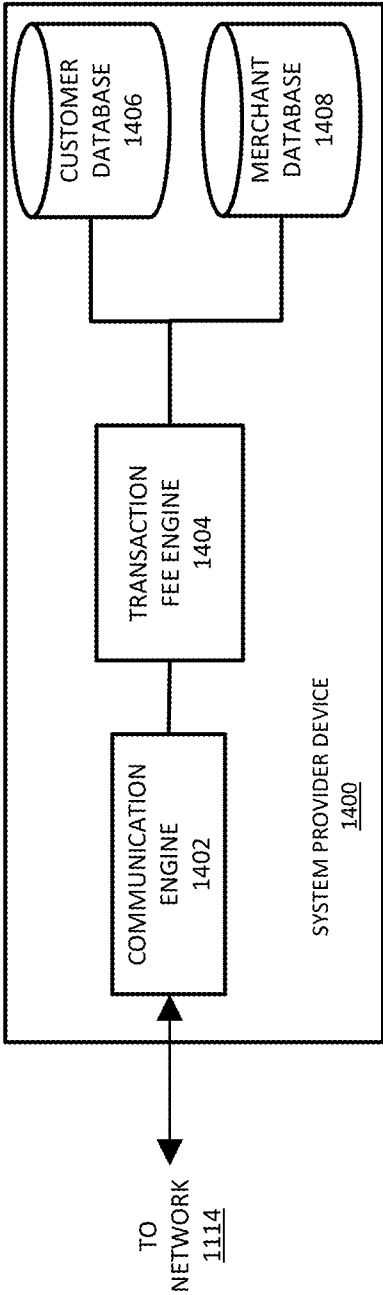 TO
NETWORK
1114
COMMUNICATION
ENGINE
1402
TRANSACTION
FEE ENGINE
1404
CUSTOMER
DATABASE
1406
MERCHANT
DATABASE
1408
SYSTEM PROVIDER DEVICE
1400